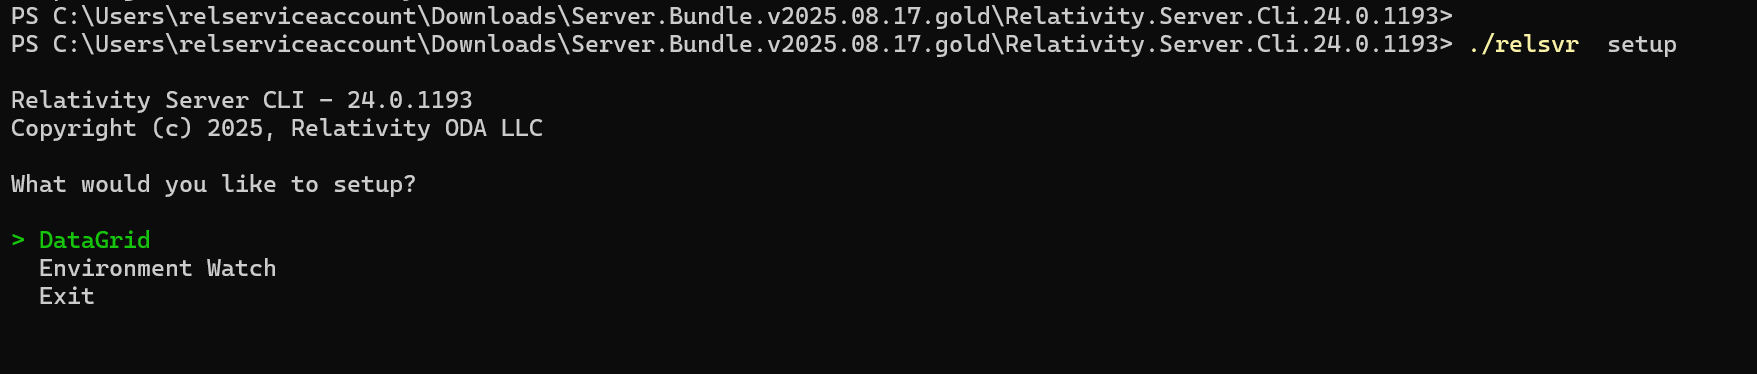 PS C:\Users\relserviceaccount\Downloads\Server.Bundle.v2025.08.17.gold\Relativity.Server.Cli.24.0.1193>
PS C:\Users\relserviceaccount\Downloads\Server.Bundle.v2025.08.17.gold\Relativity.Server.Cli.24.0.1193> ./relsvr  setup
Relativity Server CLI - 24.0.1193
Copyright (c) 2025, Relativity ODA LLC
What would you like to setup?
> DataGrid
Environment Watch
Exit